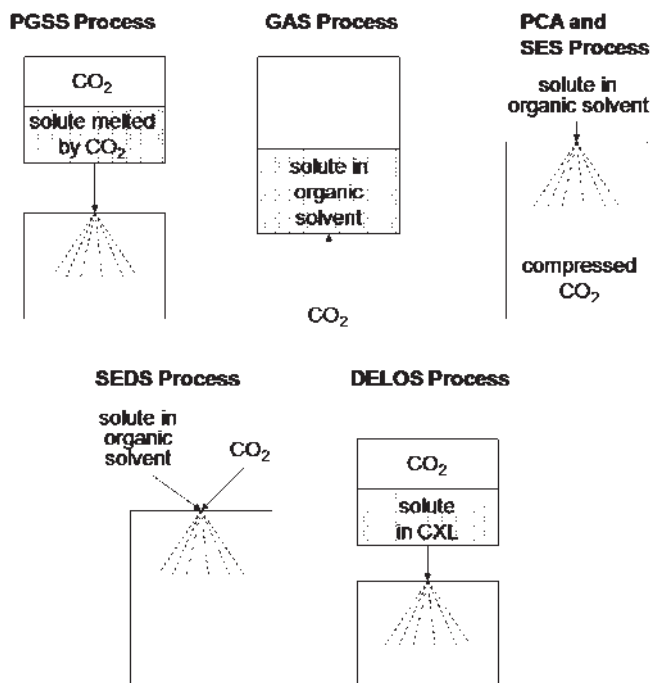 PGSS Process
CO₂
solute melted
by CO₂
GAS Process
solute in
organic
solvent
CO₂
PCA and
SES Process
solute in
organic solvent
compressed
CO₂
SEDS Process
solute in
organic
solvent
CO₂
DELOS Process
CO₂
solute
in CXL